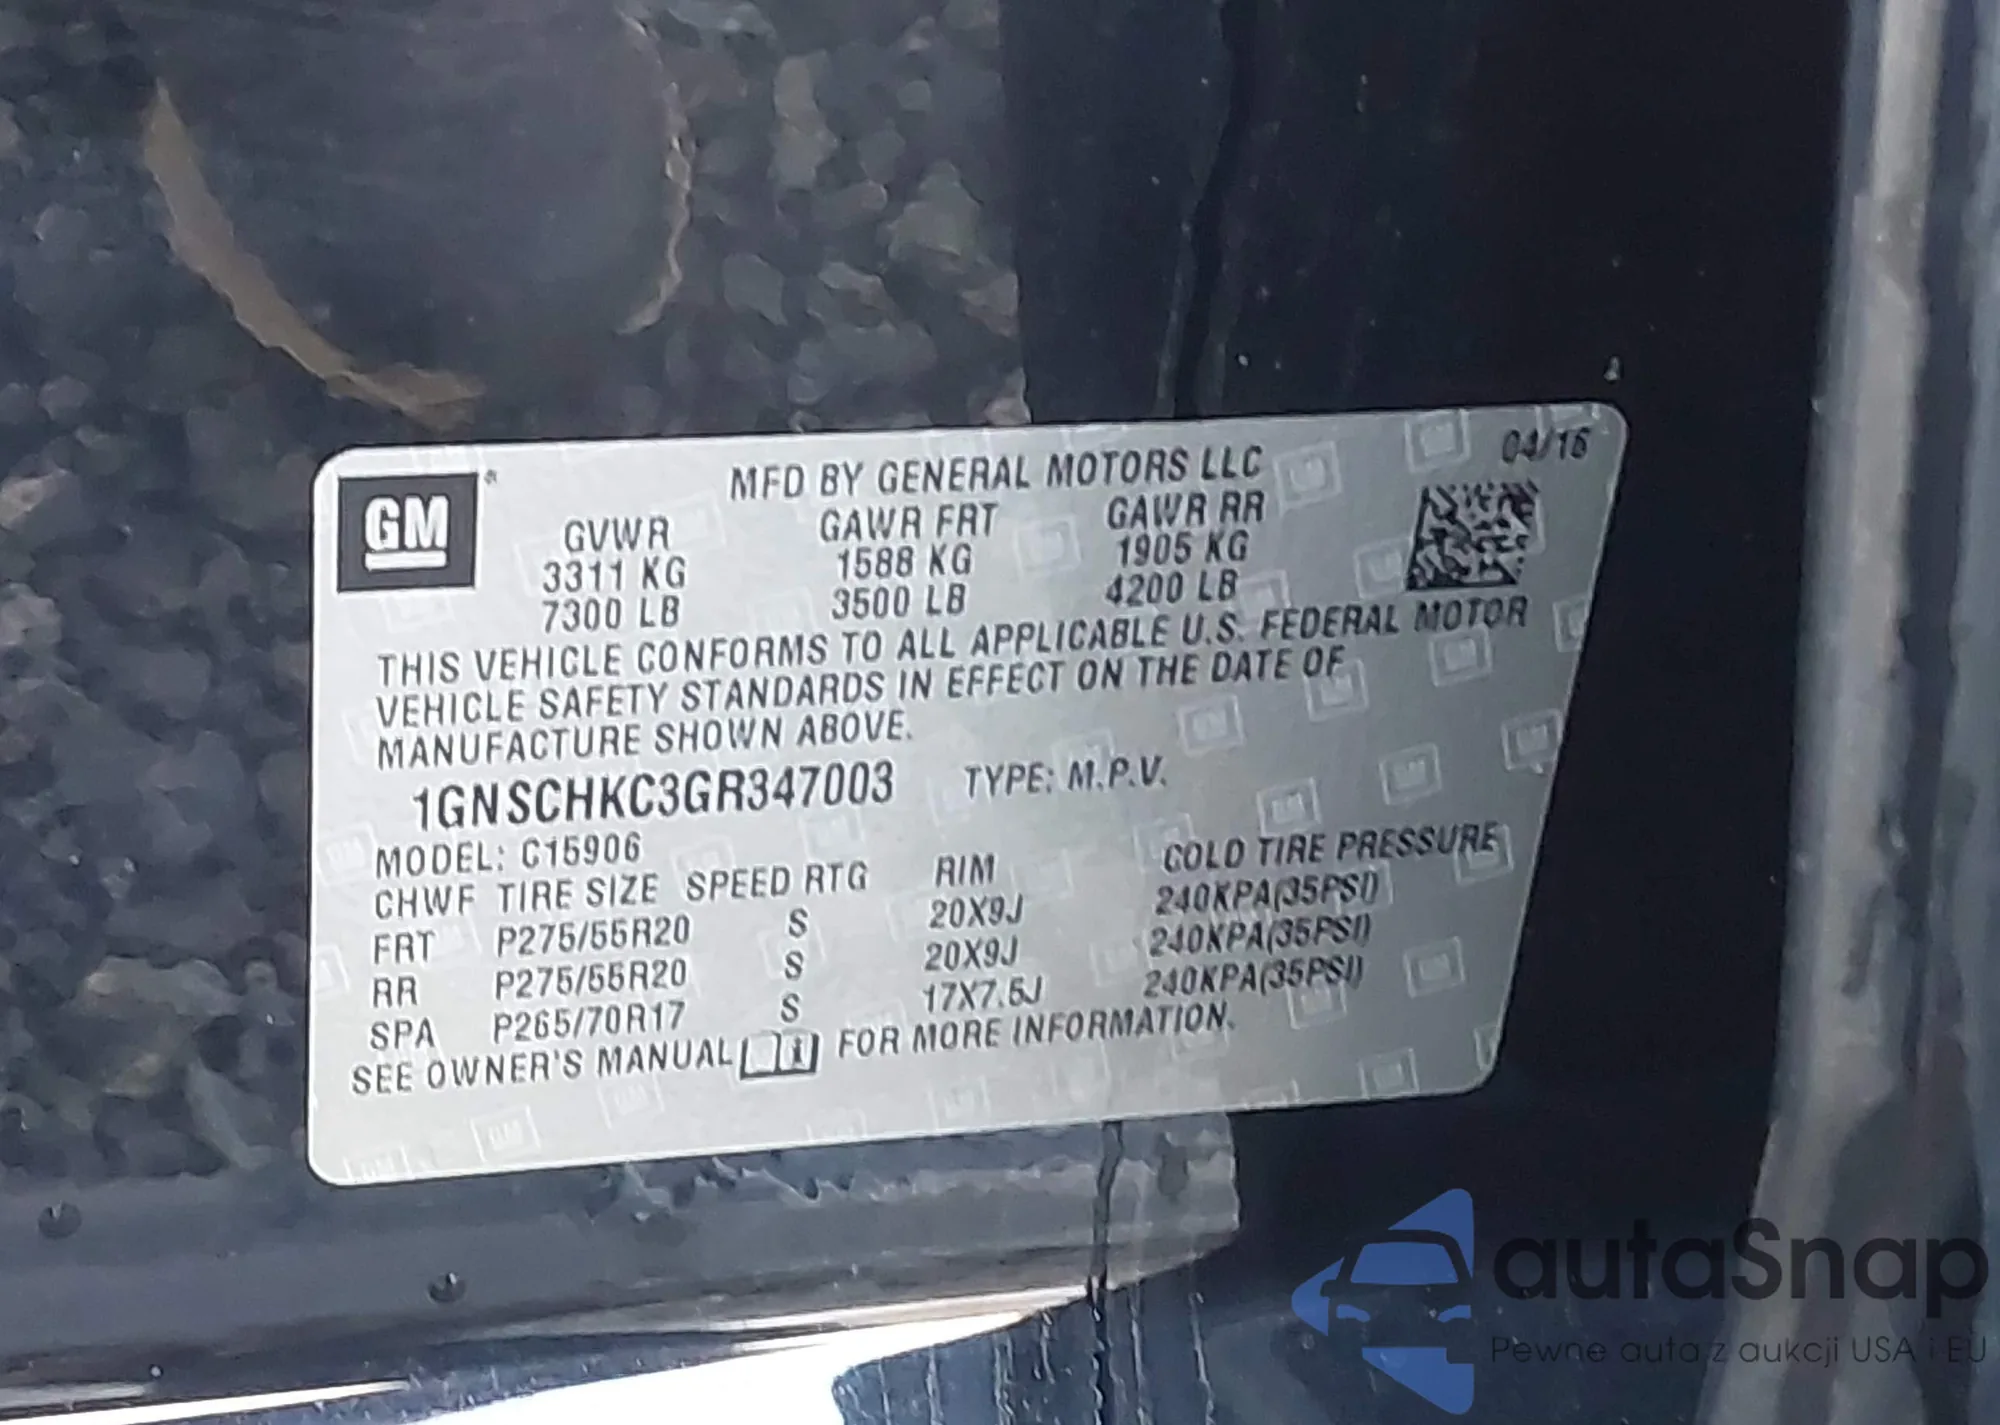 GM
MFD BY GENERAL MOTORS LLC
04/16
GVWR GAWR FRT GAWR RR
3311 KG 1588 KG 1905 KG
7300 LB 3500 LB 4200 LB
THIS VEHICLE CONFORMS TO ALL APPLICABLE U.S. FEDERAL MOTOR
VEHICLE SAFETY STANDARDS IN EFFECT ON THE DATE OF
MANUFACTURE SHOWN ABOVE.
1GNSCHKC3GR347003 TYPE: M.P.V.
MODEL: C15906
CHWF TIRE SIZE SPEED RTG RIM COLD TIRE PRESSURE
FRT P275/55R20 S 20X9J 240KPA(35PSI)
RR P275/55R20 S 20X9J 240KPA(35PSI)
SPA P265/70R17 S 17X7.5J 240KPA(35PSI)
SEE OWNER'S MANUAL FOR MORE INFORMATION.
autaSnap
Pewne auta z aukcji USA i EU